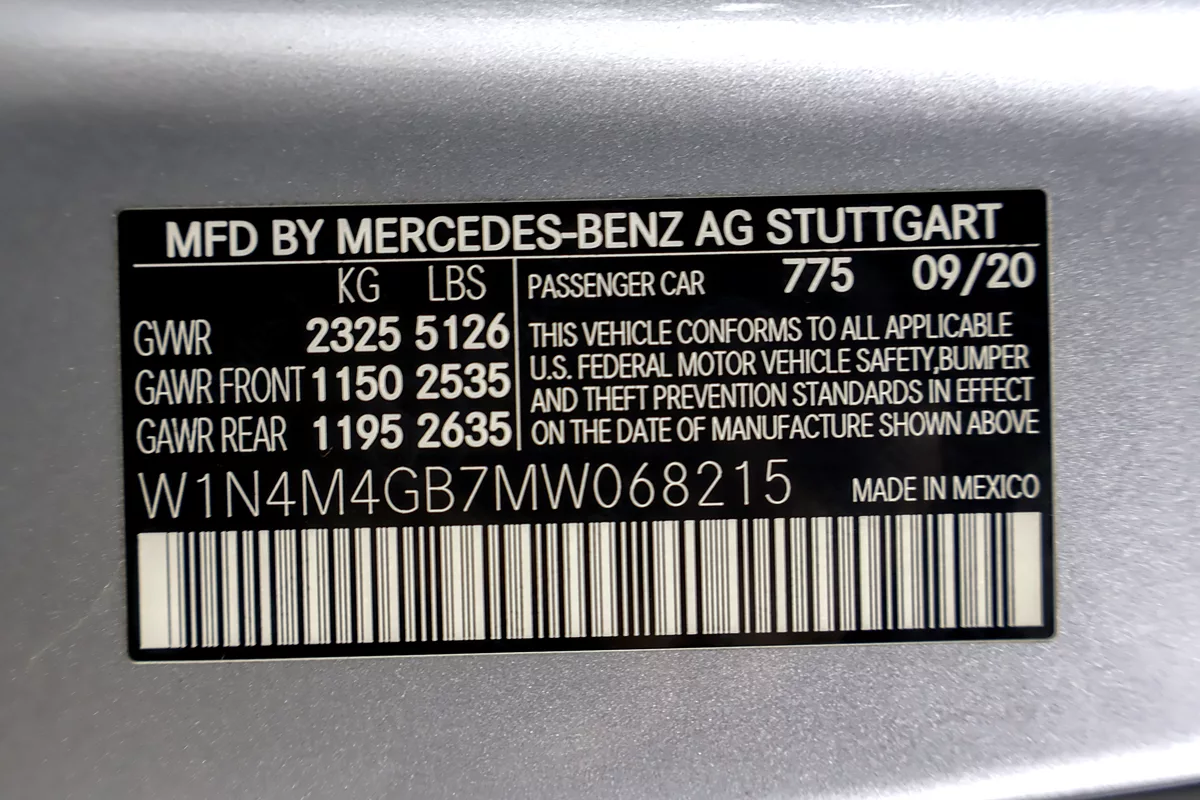 MFD BY MERCEDES-BENZ AG STUTTGART
KG LBS
GVWR 2325 5126
GAWR FRONT 1150 2535
GAWR REAR 1195 2635
PASSENGER CAR 775 09/20
THIS VEHICLE CONFORMS TO ALL APPLICABLE
U.S. FEDERAL MOTOR VEHICLE SAFETY,BUMPER
AND THEFT PREVENTION STANDARDS IN EFFECT
ON THE DATE OF MANUFACTURE SHOWN ABOVE
W1N4M4GB7MW068215
MADE IN MEXICO